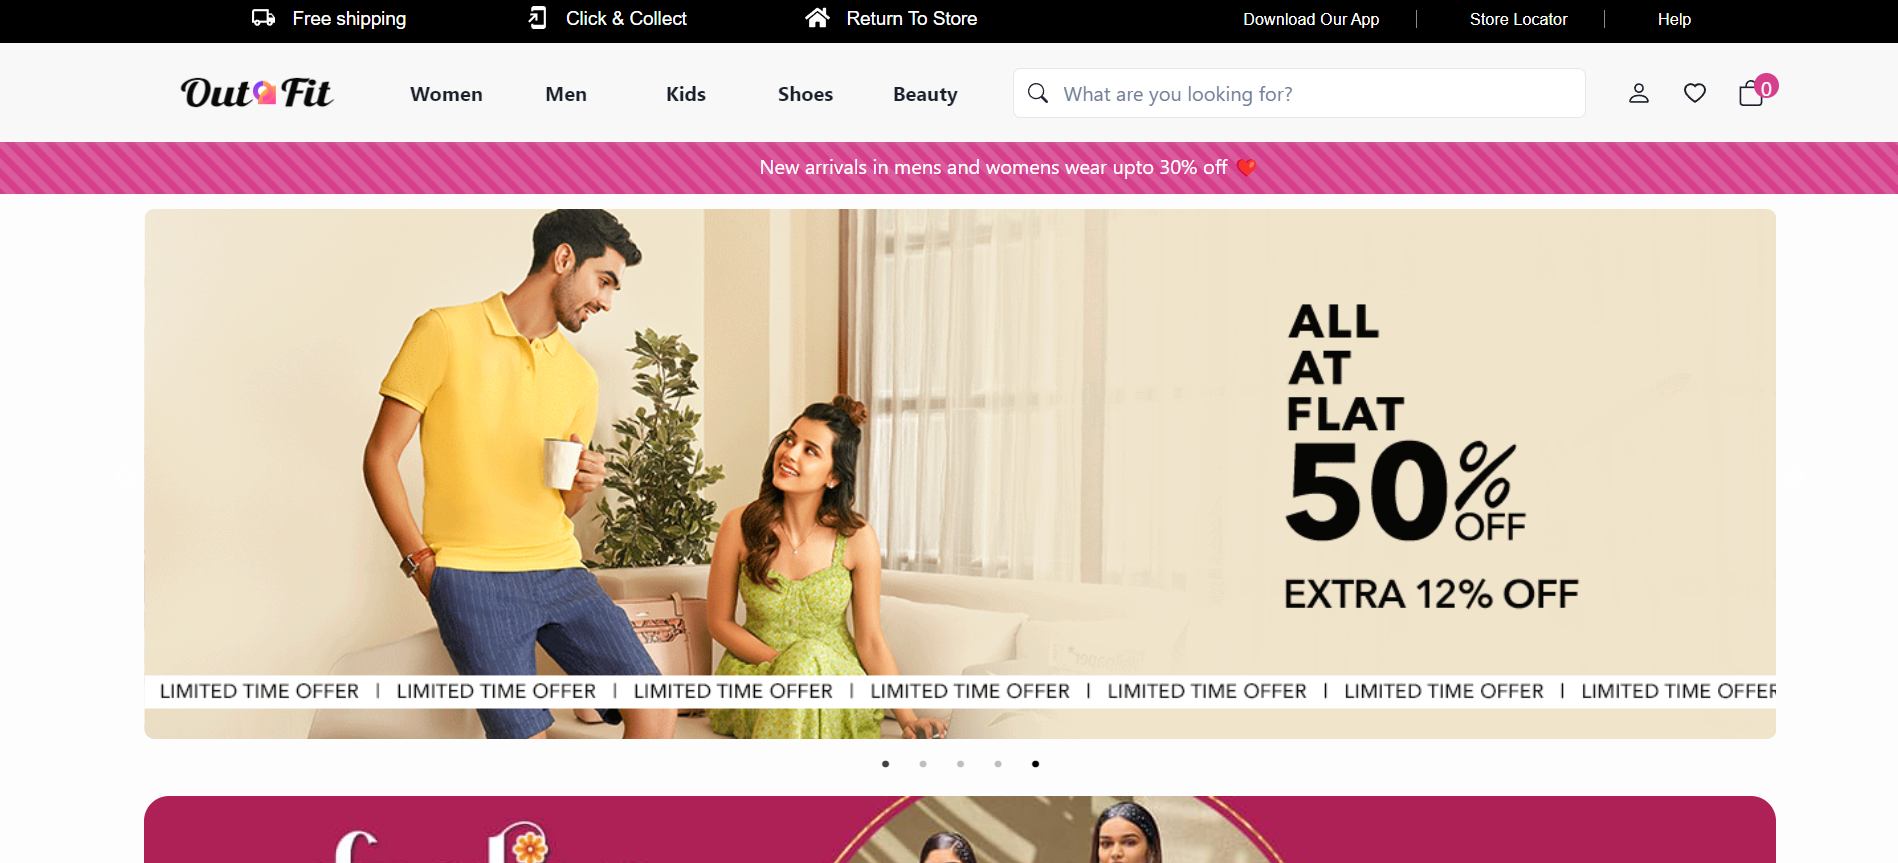 Free shipping
Click & Collect
Return To Store
Download Our App
Store Locator
Help
Out Fit
Women
Men
Kids
Shoes
Beauty
What are you looking for?
0
New arrivals in mens and womens wear upto 30% off ❤️
ALL
AT
FLAT
50%
OFF
EXTRA 12% OFF
LIMITED TIME OFFER | LIMITED TIME OFFER | LIMITED TIME OFFER | LIMITED TIME OFFER | LIMITED TIME OFFER | LIMITED TIME OFFER | LIMITED TIME OFFER